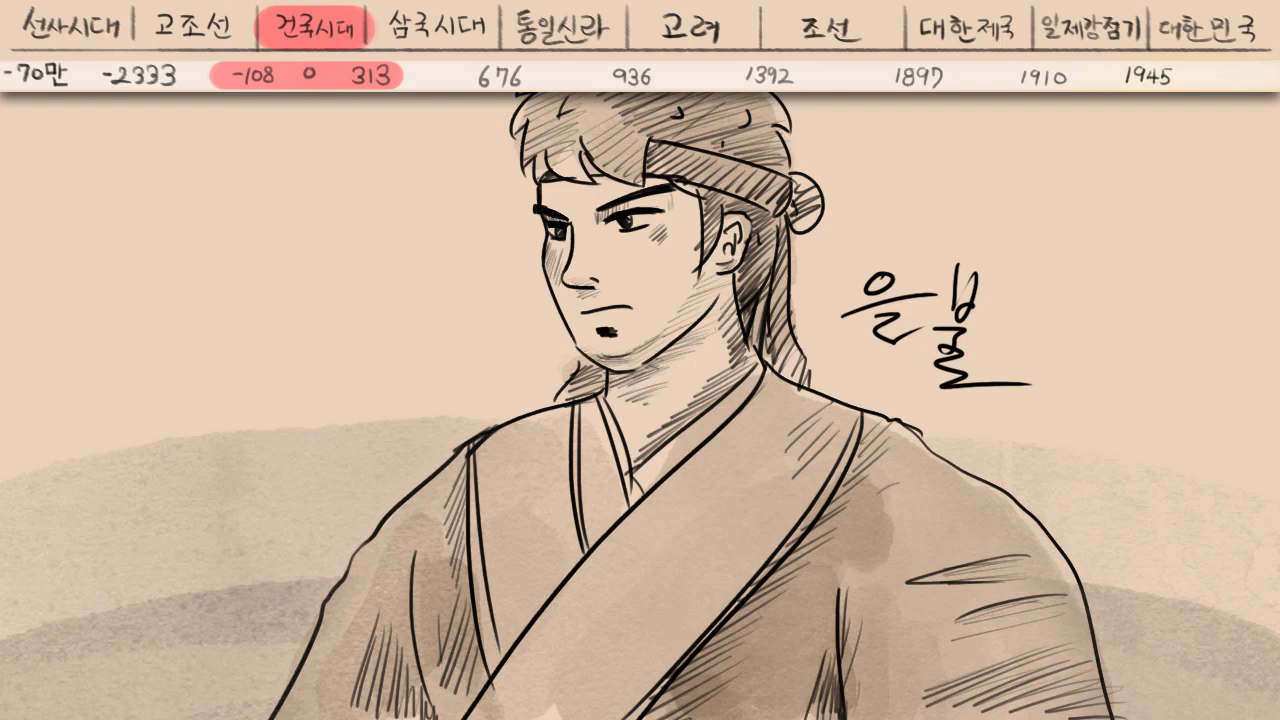 선사시대 고조선 건국시대 삼국시대 통일신라 고려 조선 대한제국 일제강점기 대한민국
-70만 -2333 -108 0 313 676 936 1392 1897 1910 1945
을불